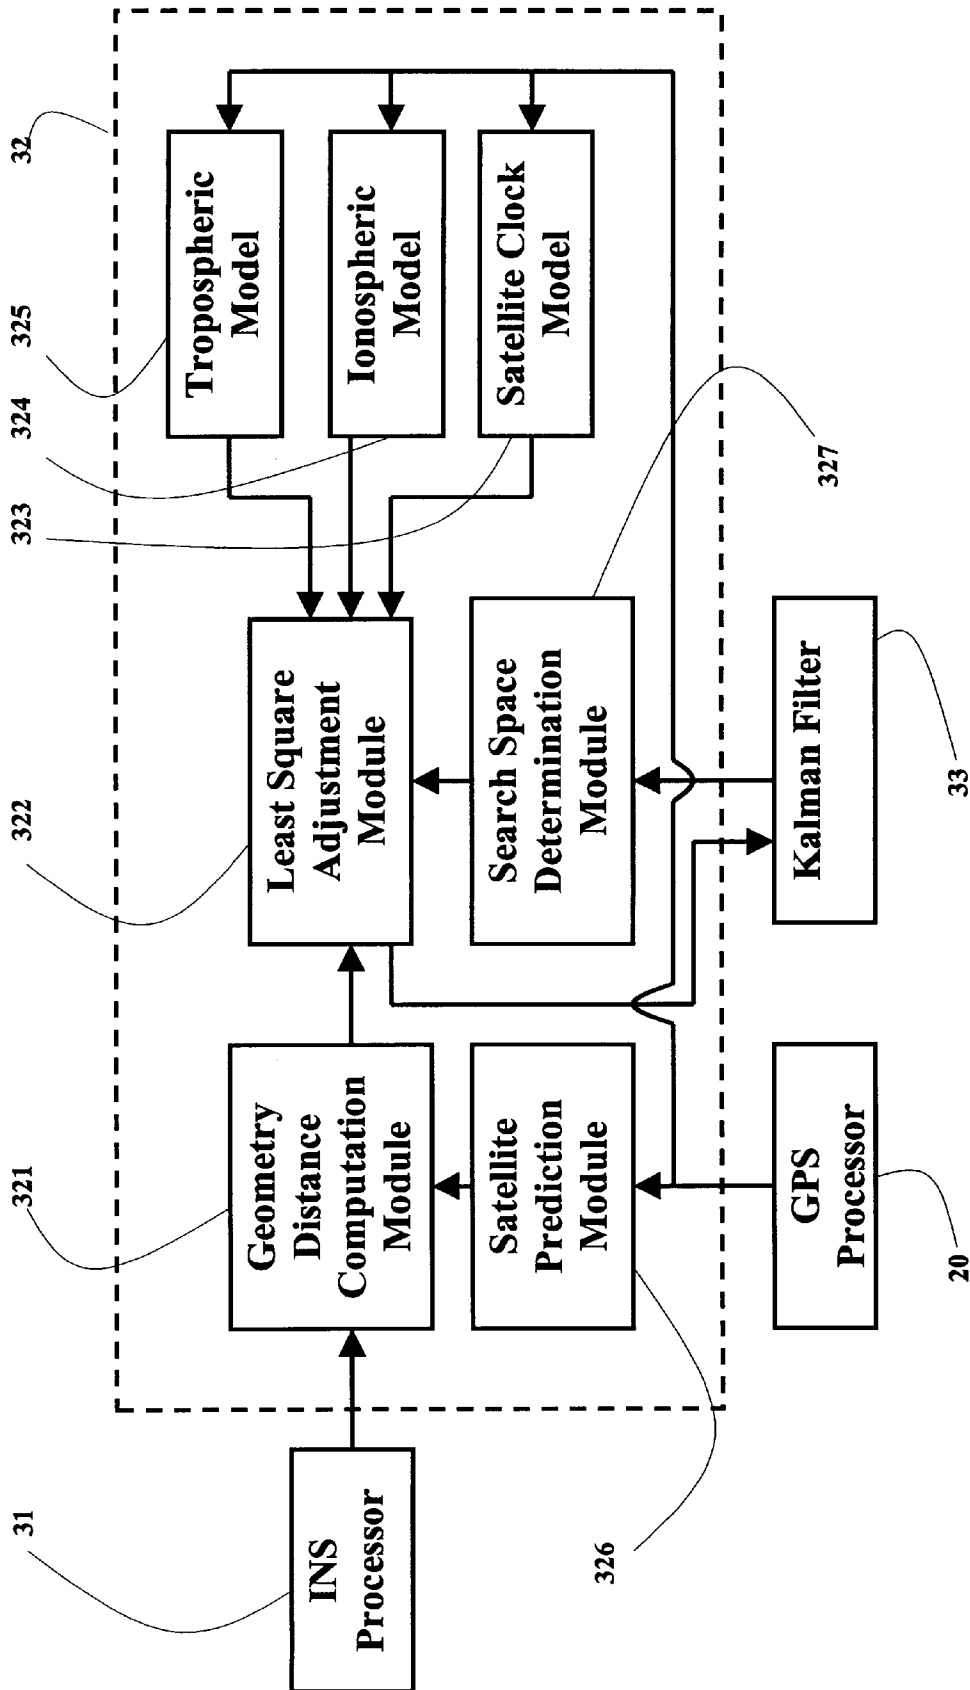 31
321
322
323
324
325
32
INS
Processor
Geometry
Distance
Computation
Module
Least Square
Adjustment
Module
Tropospheric
Model
Ionospheric
Model
Satellite Clock
Model
Satellite
Prediction
Module
Search Space
Determination
Module
326
327
GPS
Processor
Kalman Filter
20
33